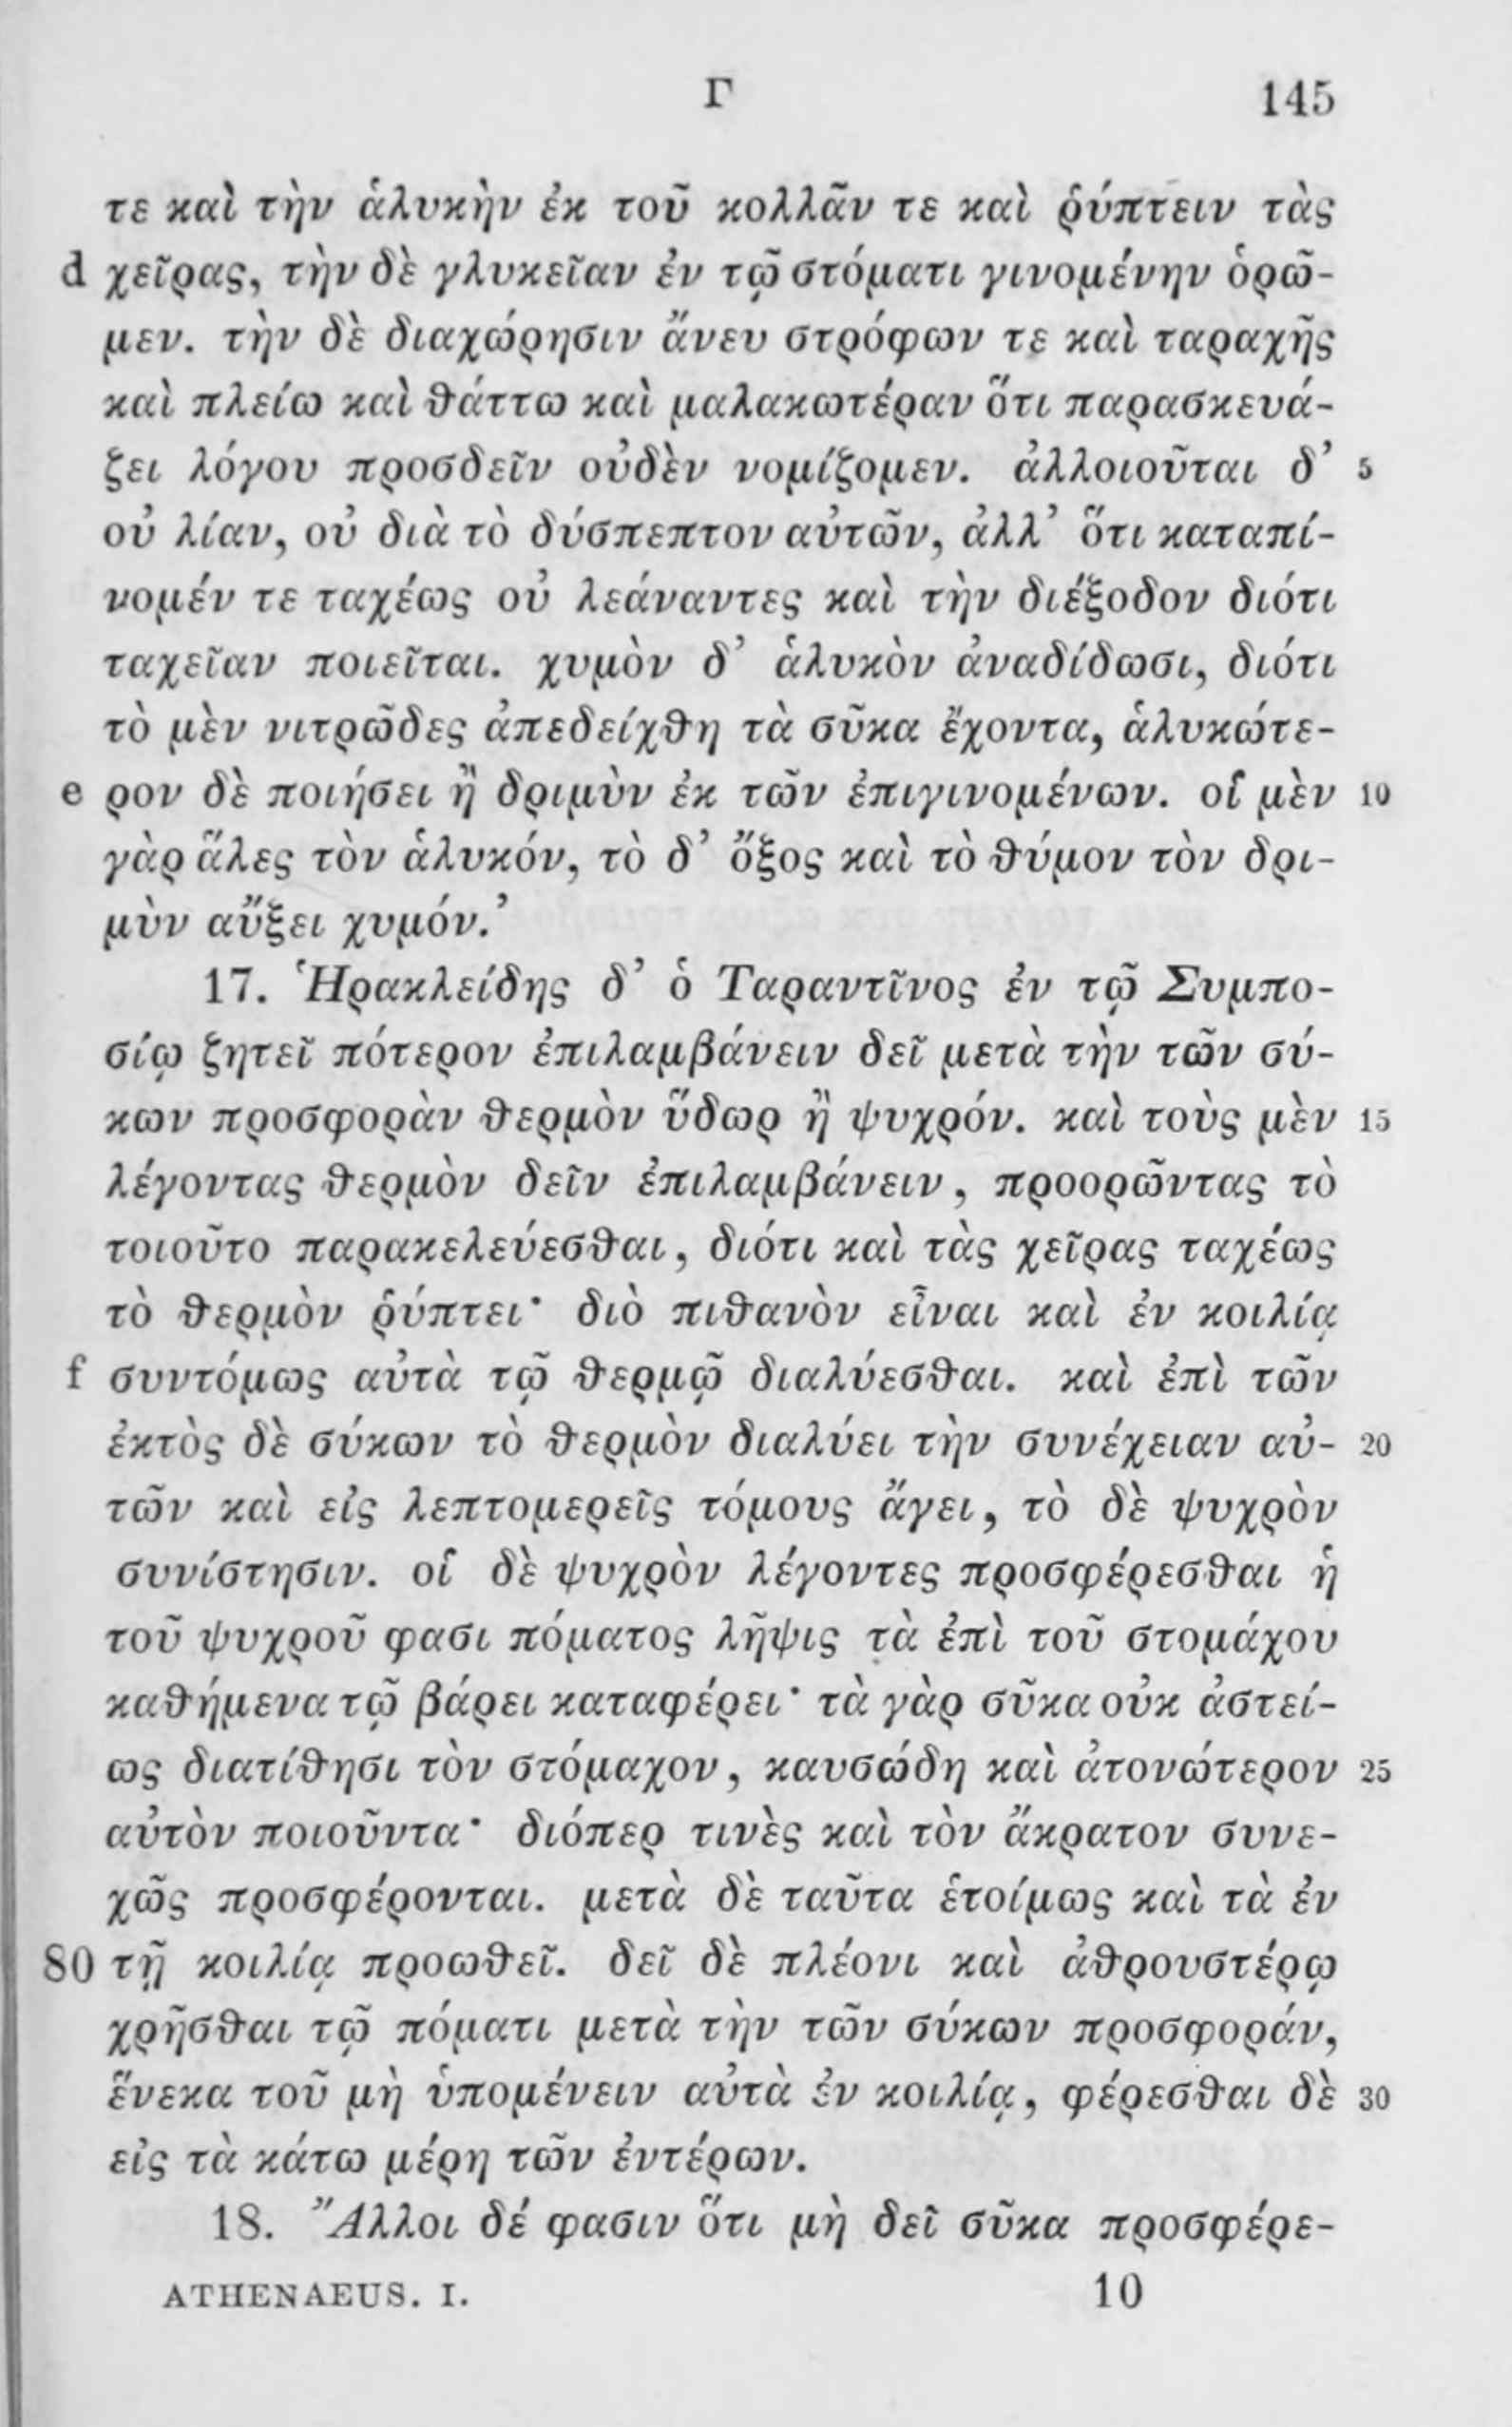 Γ 145
τε καὶ τὴν ἁλυκὴν ἐκ τοῦ κολλᾶν τε καὶ ῥύπτειν τὰς
d χεῖρας, τὴν δὲ γλυκεῖαν ἐν τῷ στόματι γινομένην ὁρῶ-
μεν. τὴν δὲ διαχώρησιν ἄνευ στρόφων τε καὶ ταραχῆς
καὶ πλείω καὶ θάττω καὶ μαλακωτέραν ὅτι παρασκευά-
ζει λόγου προσδεῖν οὐδὲν νομίζομεν. ἀλλοιοῦται δ’ 5
οὐ λίαν, οὐ διὰ τὸ δύσπεπτον αὐτῶν, ἀλλ’ ὅτι καταπί-
νομέν τε ταχέως οὐ λεάναντες καὶ τὴν διέξοδον διότι
ταχεῖαν ποιεῖται. χυμὸν δ’ ἁλυκὸν ἀναδίδωσι, διότι
τὸ μὲν νιτρῶδες ἀπεδείχθη τὰ σῦκα ἔχοντα, ἁλυκώτε-
e ρον δὲ ποιήσει ἢ δριμὺν ἐκ τῶν ἐπιγινομένων. οἱ μὲν 10
γὰρ ἅλες τὸν ἁλυκόν, τὸ δ’ ὄξος καὶ τὸ θύμον τὸν δρι-
μὺν αὔξει χυμόν.’
17. Ἡρακλείδης δ’ ὁ Ταραντῖνος ἐν τῷ Συμπο-
σίῳ ζητεῖ πότερον ἐπιλαμβάνειν δεῖ μετὰ τὴν τῶν σύ-
κων προσφορὰν θερμὸν ὕδωρ ἢ ψυχρόν. καὶ τοὺς μὲν 15
λέγοντας θερμὸν δεῖν ἐπιλαμβάνειν, προορῶντας τὸ
τοιοῦτο παρακελεύεσθαι, διότι καὶ τὰς χεῖρας ταχέως
τὸ θερμὸν ῥύπτει· διὸ πιθανὸν εἶναι καὶ ἐν κοιλίᾳ
f συντόμως αὐτὰ τῷ θερμῷ διαλύεσθαι. καὶ ἐπὶ τῶν
ἐκτὸς δὲ σύκων τὸ θερμὸν διαλύει τὴν συνέχειαν αὐ- 20
τῶν καὶ εἰς λεπτομερεῖς τόμους ἄγει, τὸ δὲ ψυχρὸν
συνίστησιν. οἱ δὲ ψυχρὸν λέγοντες προσφέρεσθαι ἡ
τοῦ ψυχροῦ φασι πόματος λῆψις τὰ ἐπὶ τοῦ στομάχου
καθήμενα τῷ βάρει καταφέρει· τὰ γὰρ σῦκα οὐκ ἀστεί-
ως διατίθησι τὸν στόμαχον, καυσώδη καὶ ἀτονώτερον 25
αὐτὸν ποιοῦντα· διόπερ τινὲς καὶ τὸν ἄκρατον συνε-
χῶς προσφέρονται. μετὰ δὲ ταῦτα ἑτοίμως καὶ τὰ ἐν
80 τῇ κοιλίᾳ προωθεῖ. δεῖ δὲ πλέονι καὶ ἀθρουστέρῳ
χρῆσθαι τῷ πόματι μετὰ τὴν τῶν σύκων προσφοράν,
ἕνεκα τοῦ μὴ ὑπομένειν αὐτὰ ἐν κοιλίᾳ, φέρεσθαι δὲ 30
εἰς τὰ κάτω μέρη τῶν ἐντέρων.
18. Ἄλλοι δέ φασιν ὅτι μὴ δεῖ σῦκα προσφέρε-
ATHENAEUS. I. 10